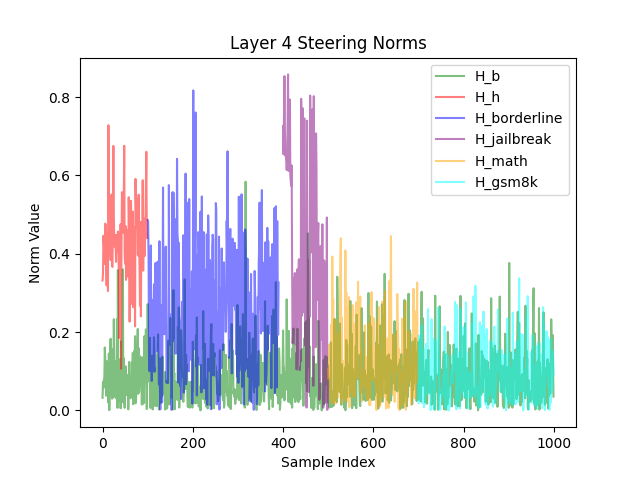 Layer 4 Steering Norms
H_b
H_h
H_borderline
H_jailbreak
H_math
H_gsm8k
Norm Value
0.8
0.6
0.4
0.2
0.0
0
200
400
600
800
1000
Sample Index